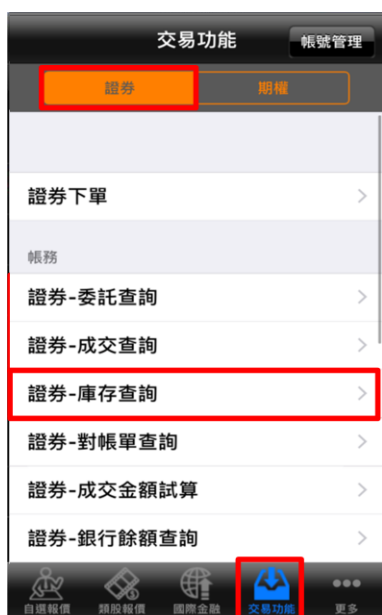 交易功能 帳號管理
證券 期權
證券下單
帳務
證券-委託查詢
證券-成交查詢
證券-庫存查詢
證券-對帳單查詢
證券-成交金額試算
證券-銀行餘額查詢
自選報價 類股報價 國際金融 交易功能 更多